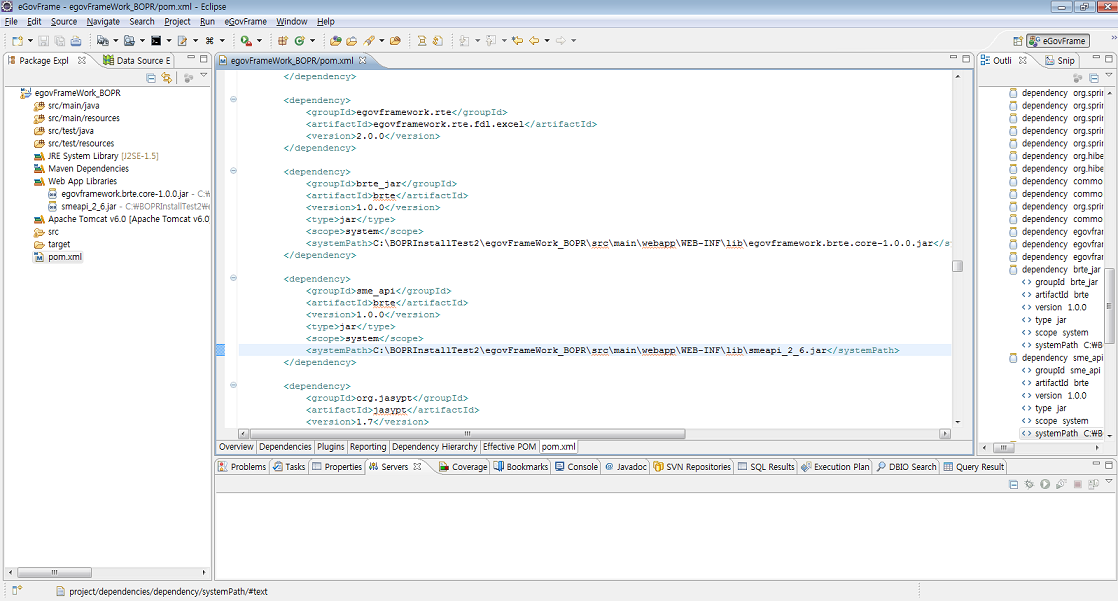 eGovFrame - egovFrameWork_BOPR/pom.xml - Eclipse
File Edit Source Navigate Search Project Run eGovFrame Window Help
eGovFrame
Package Expl
Data Source E
egovFrameWork_BOPR
src/main/java
src/main/resources
src/test/java
src/test/resources
JRE System Library [J2SE-1.5]
Maven Dependencies
Web App Libraries
egovframework.brte.core-1.0.0.jar - C:₩
smeapi_2_6.jar - C:₩BOPRInstallTest2₩e
Apache Tomcat v6.0 [Apache Tomcat v6.0]
src
target
pom.xml
egovFrameWork_BOPR/pom.xml
</dependency>
<dependency>
<groupId>egovframework.rte</groupId>
<artifactId>egovframework.rte.fdl.excel</artifactId>
<version>2.0.0</version>
</dependency>
<dependency>
<groupId>brte_jar</groupId>
<artifactId>brte</artifactId>
<version>1.0.0</version>
<type>jar</type>
<scope>system</scope>
<systemPath>C:\BOPRInstallTest2\egovFrameWork_BOPR\src\main\webapp\WEB-INF\lib\egovframework.brte.core-1.0.0.jar</s
</dependency>
<dependency>
<groupId>sme_api</groupId>
<artifactId>brte</artifactId>
<version>1.0.0</version>
<type>jar</type>
<scope>system</scope>
<systemPath>C:\BOPRInstallTest2\egovFrameWork_BOPR\src\main\webapp\WEB-INF\lib\smeapi_2_6.jar</systemPath>
</dependency>
<dependency>
<groupId>org.jasypt</groupId>
<artifactId>jasypt</artifactId>
<version>1.7</version>
Overview Dependencies Plugins Reporting Dependency Hierarchy Effective POM pom.xml
Outli
Snip
dependency org.sprin
dependency org.sprin
dependency org.sprin
dependency org.sprin
dependency org.sprin
dependency org.hibe
dependency org.hibe
dependency commo
dependency commo
dependency org.sprin
dependency commo
dependency egovfrar
dependency egovfrar
dependency egovfrar
dependency brte_jar
groupId brte_jar
artifactId brte
version 1.0.0
type jar
scope system
systemPath C:₩B
dependency sme_api
groupId sme_api
artifactId brte
version 1.0.0
type jar
scope system
systemPath C:₩B
Problems Tasks Properties Servers Coverage Bookmarks Console Javadoc SVN Repositories SQL Results Execution Plan DBIO Search Query Result
project/dependencies/dependency/systemPath/#text